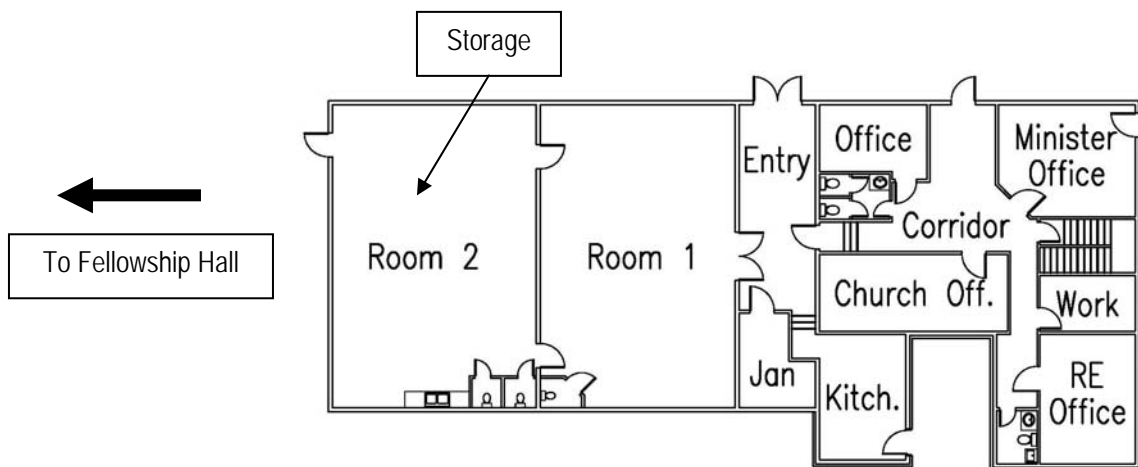 Storage
To Fellowship Hall
Room 2
Room 1
Entry
Office
Minister
Office
Corridor
Church Off.
Work
Jan
Kitch.
RE
Office